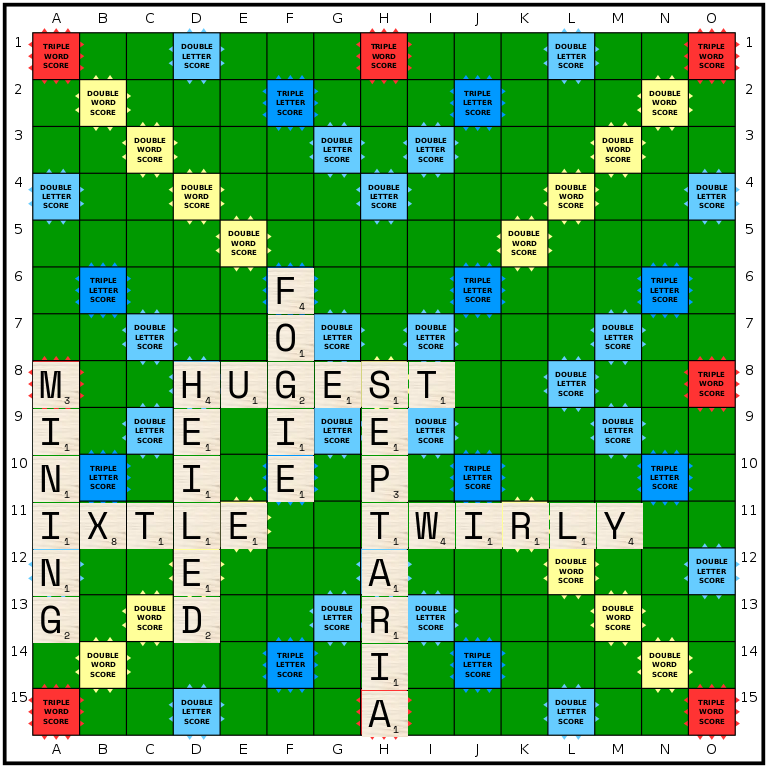 A B C D E F G H I J K L M N O
1 TRIPLE WORD SCORE DOUBLE LETTER SCORE TRIPLE WORD SCORE DOUBLE LETTER SCORE TRIPLE WORD SCORE 1
2 DOUBLE WORD SCORE TRIPLE LETTER SCORE TRIPLE LETTER SCORE DOUBLE WORD SCORE 2
3 DOUBLE WORD SCORE DOUBLE LETTER SCORE DOUBLE LETTER SCORE DOUBLE WORD SCORE 3
4 DOUBLE LETTER SCORE DOUBLE WORD SCORE DOUBLE LETTER SCORE DOUBLE WORD SCORE DOUBLE LETTER SCORE 4
5 DOUBLE WORD SCORE DOUBLE WORD SCORE 5
6 TRIPLE LETTER SCORE F4 TRIPLE LETTER SCORE TRIPLE LETTER SCORE 6
7 DOUBLE LETTER SCORE O1 DOUBLE LETTER SCORE DOUBLE LETTER SCORE DOUBLE LETTER SCORE 7
8 M3 H4 U1 G2 E1 S1 T1 DOUBLE LETTER SCORE TRIPLE WORD SCORE 8
9 I1 DOUBLE LETTER SCORE E1 I1 DOUBLE LETTER SCORE E1 DOUBLE LETTER SCORE DOUBLE LETTER SCORE 9
10 N1 TRIPLE LETTER SCORE I1 E1 P3 TRIPLE LETTER SCORE TRIPLE LETTER SCORE 10
11 I1 X8 T1 L1 E1 T1 W4 I1 R1 L1 Y4 11
12 N1 E1 A1 DOUBLE WORD SCORE DOUBLE LETTER SCORE 12
13 G2 DOUBLE WORD SCORE D2 DOUBLE LETTER SCORE R1 DOUBLE LETTER SCORE DOUBLE WORD SCORE 13
14 DOUBLE WORD SCORE TRIPLE LETTER SCORE I1 TRIPLE LETTER SCORE DOUBLE WORD SCORE 14
15 TRIPLE WORD SCORE DOUBLE LETTER SCORE A1 DOUBLE LETTER SCORE TRIPLE WORD SCORE 15
A B C D E F G H I J K L M N O